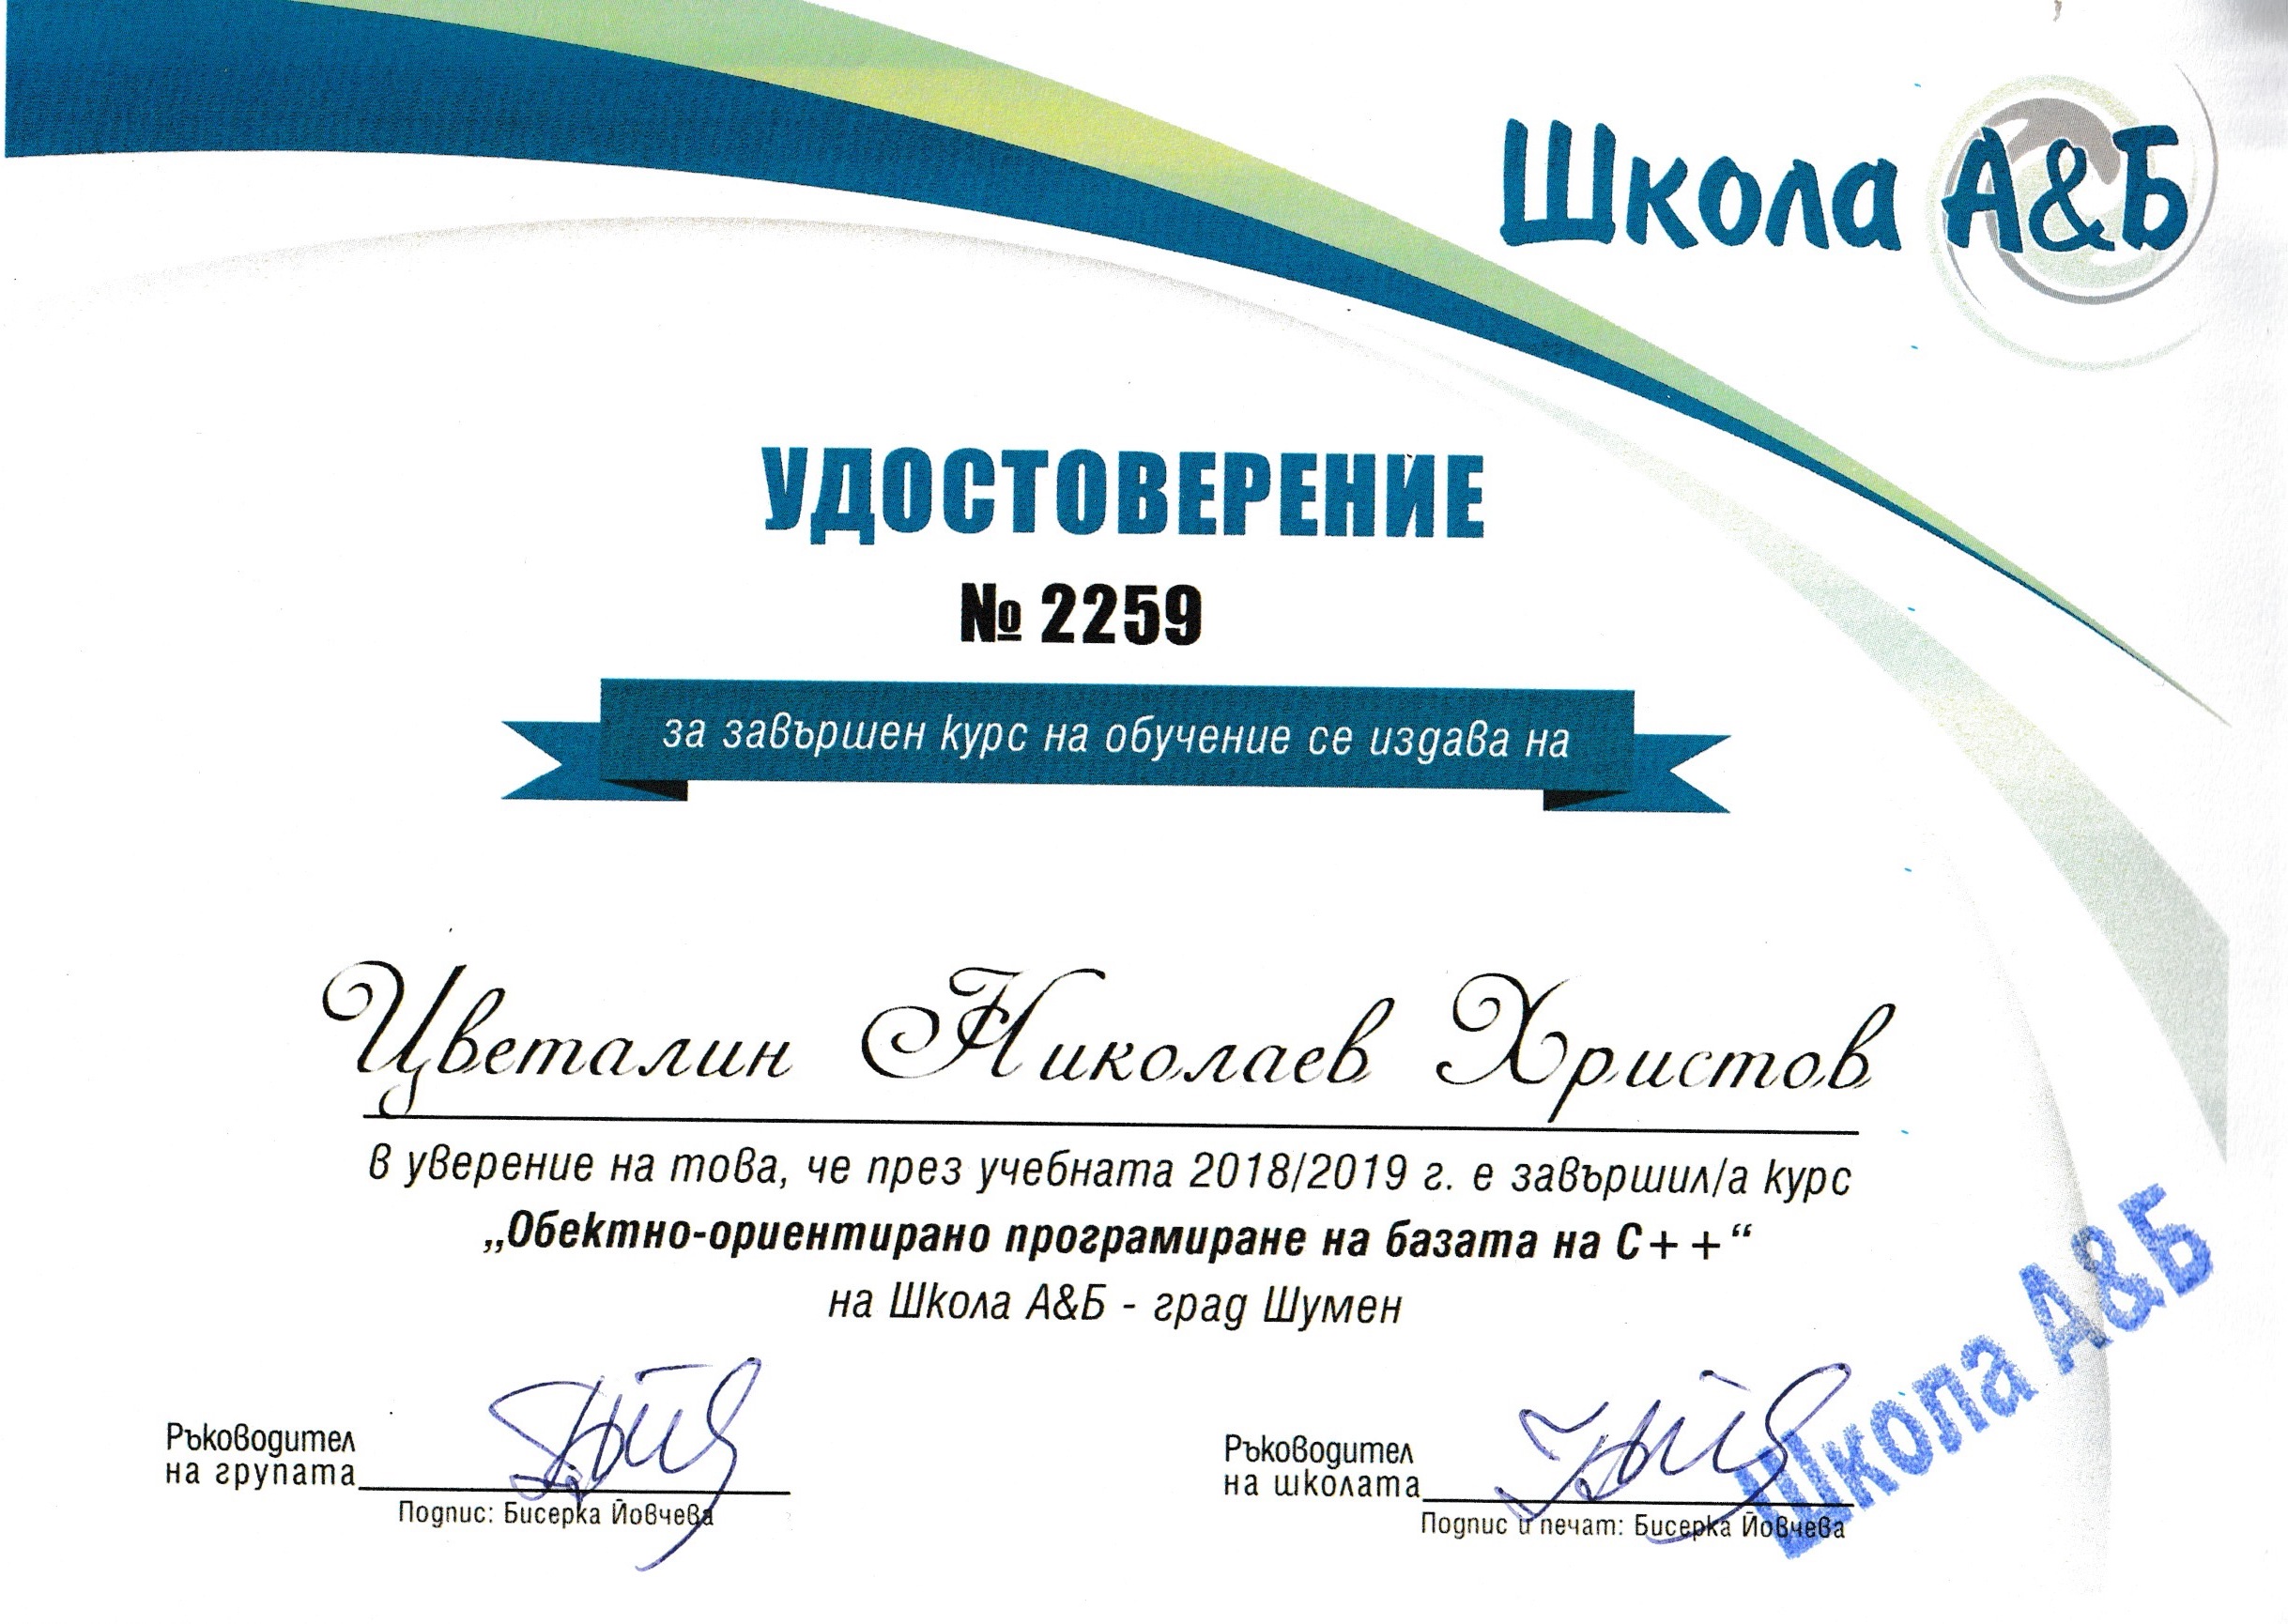 Школа А&Б
УДОСТОВЕРЕНИЕ
№ 2259
за завършен курс на обучение се издава на
Цветалин Николаев Христов
в уверение на това, че през учебната 2018/2019 г. е завършил/а курс
„Обектно-ориентирано програмиране на базата на C++“
на Школа А&Б - град Шумен
Ръководител
на групата
Подпис: Бисерка Йовчева
Ръководител
на школата
Подпис и печат: Бисерка Йовчева
Школа А&Б